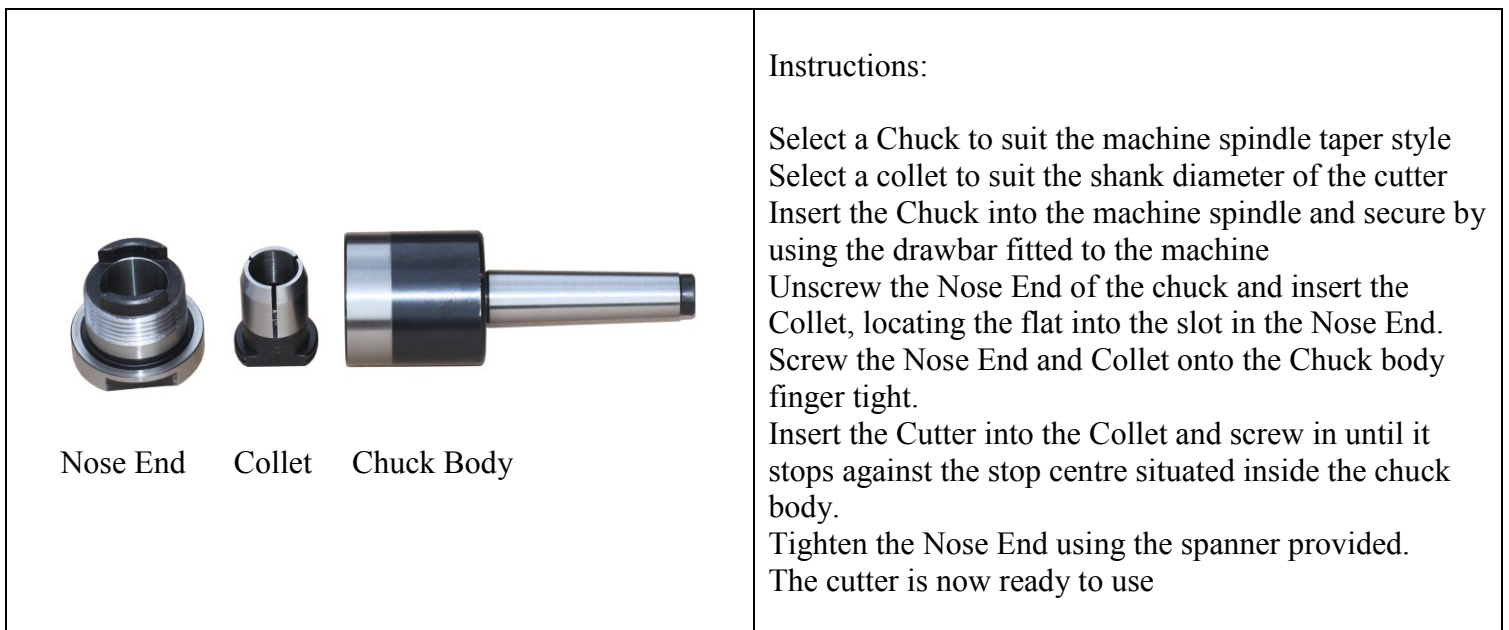 Instructions:
Select a Chuck to suit the machine spindle taper style
Select a collet to suit the shank diameter of the cutter
Insert the Chuck into the machine spindle and secure by
using the drawbar fitted to the machine
Unscrew the Nose End of the chuck and insert the
Collet, locating the flat into the slot in the Nose End.
Screw the Nose End and Collet onto the Chuck body
finger tight.
Insert the Cutter into the Collet and screw in until it
stops against the stop centre situated inside the chuck
body.
Tighten the Nose End using the spanner provided.
The cutter is now ready to use
Nose End Collet Chuck Body